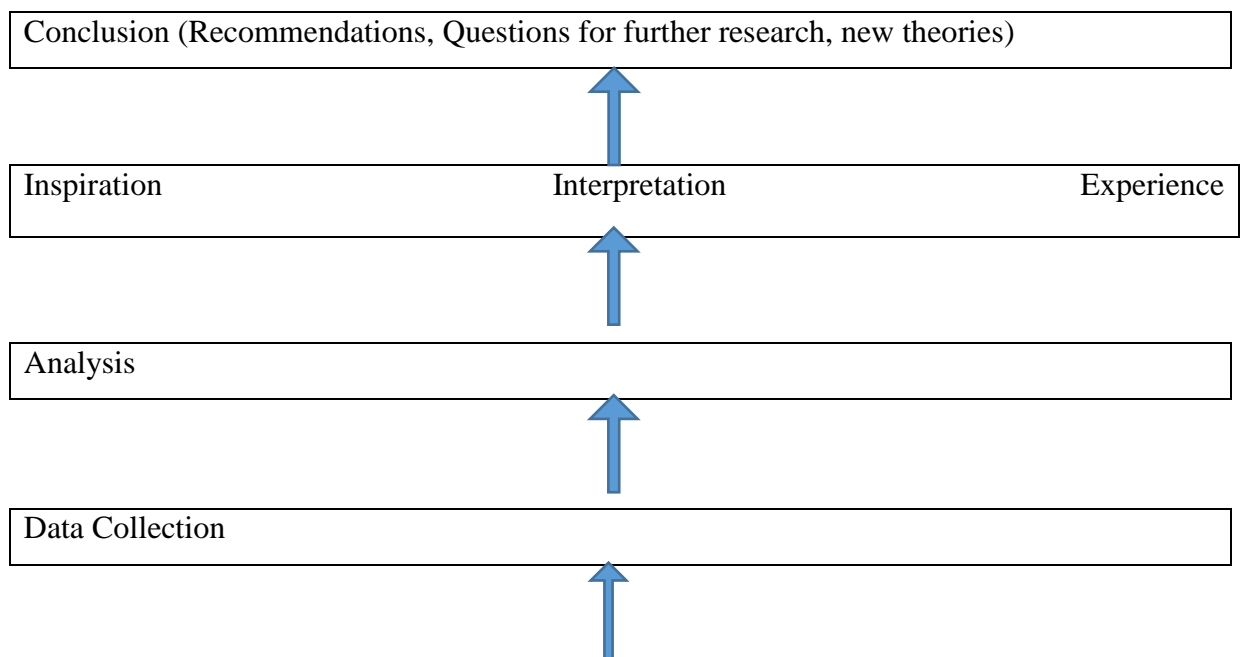 Conclusion (Recommendations, Questions for further research, new theories)
Inspiration Interpretation Experience
Analysis
Data Collection